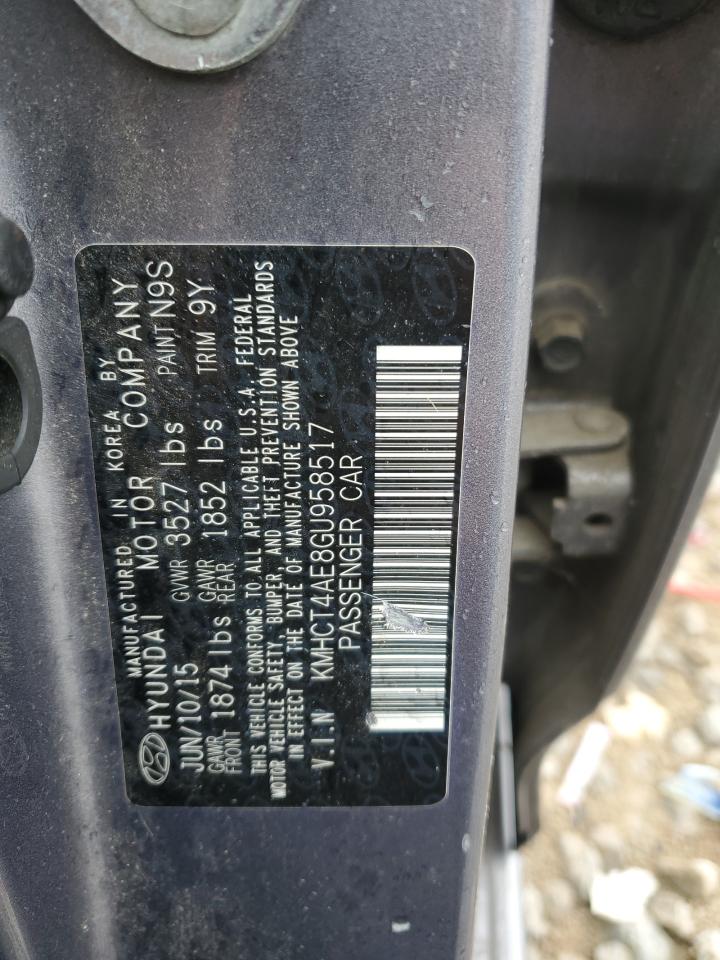 MANUFACTURED IN KOREA BY
HYUNDAI MOTOR COMPANY
JUN/10/15 GVWR 3527 lbs PAINT N9S
GAWR FRONT 1874 lbs GAWR REAR 1852 lbs TRIM 9Y
THIS VEHICLE CONFORMS TO ALL APPLICABLE U.S.A. FEDERAL
MOTOR VEHICLE SAFETY, BUMPER AND THEFT PREVENTION STANDARDS
IN EFFECT ON THE DATE OF MANUFACTURE SHOWN ABOVE
V.I.N KMHCT4AE8GU958517
PASSENGER CAR